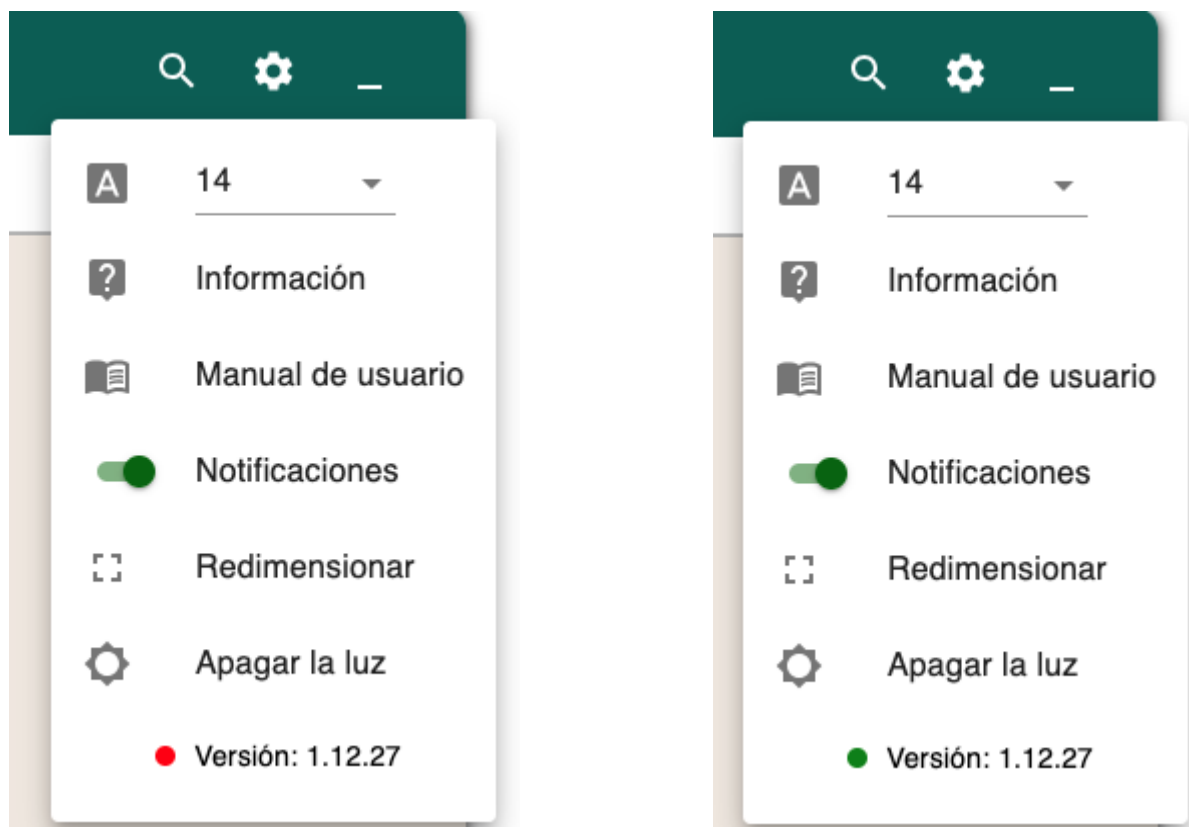 A 14
? Información
Manual de usuario
Notificaciones
Redimensionar
Apagar la luz
Versión: 1.12.27
A 14
? Información
Manual de usuario
Notificaciones
Redimensionar
Apagar la luz
Versión: 1.12.27